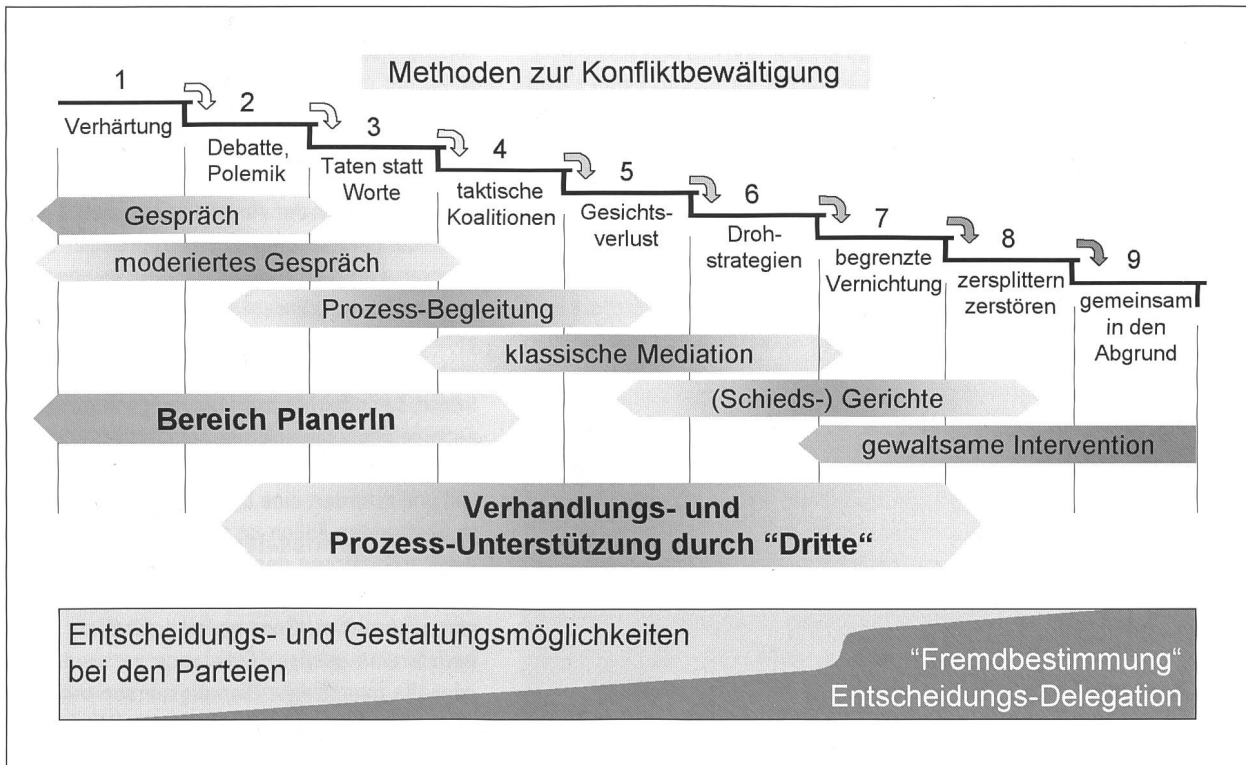 Methoden zur Konfliktbewältigung
1
Verhärtung
2
Debatte,
Polemik
3
Taten statt
Worte
4
taktische
Koalitionen
5
Gesichts-
verlust
6
Droh-
strategien
7
begrenzte
Vernichtung
8
zersplittern
zerstören
9
gemeinsam
in den
Abgrund
Gespräch
moderiertes Gespräch
Prozess-Begleitung
klassische Mediation
(Schieds-) Gerichte
Bereich PlanerIn
gewaltsame Intervention
Verhandlungs- und
Prozess-Unterstützung durch “Dritte“
Entscheidungs- und Gestaltungsmöglichkeiten
bei den Parteien
“Fremdbestimmung“
Entscheidungs-Delegation